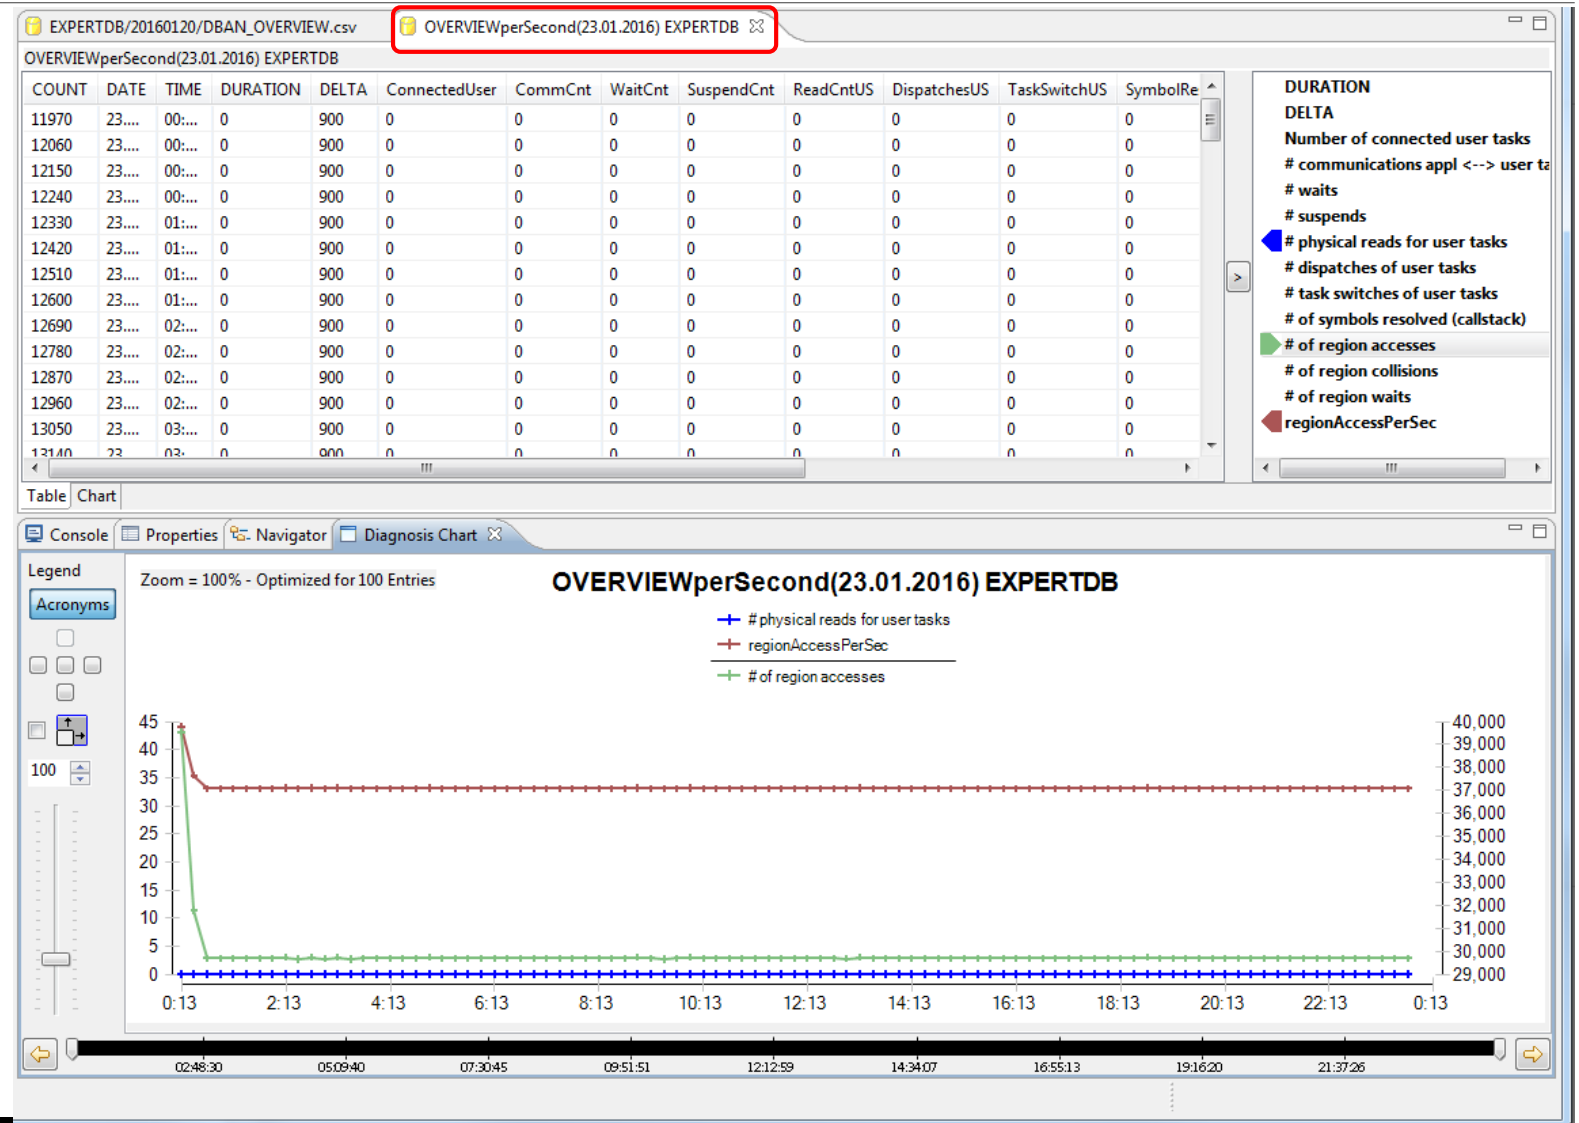 EXPERTDB/20160120/DBAN_OVERVIEW.csv OVERVIEWperSecond(23.01.2016) EXPERTDB
OVERVIEWperSecond(23.01.2016) EXPERTDB
COUNT DATE TIME DURATION DELTA ConnectedUser CommCnt WaitCnt SuspendCnt ReadCntUS DispatchesUS TaskSwitchUS SymbolRe
11970 23.... 00:... 0 900 0 0 0 0 0 0 0 0
12060 23.... 00:... 0 900 0 0 0 0 0 0 0 0
12150 23.... 00:... 0 900 0 0 0 0 0 0 0 0
12240 23.... 00:... 0 900 0 0 0 0 0 0 0 0
12330 23.... 01:... 0 900 0 0 0 0 0 0 0 0
12420 23.... 01:... 0 900 0 0 0 0 0 0 0 0
12510 23.... 01:... 0 900 0 0 0 0 0 0 0 0
12600 23.... 01:... 0 900 0 0 0 0 0 0 0 0
12690 23.... 02:... 0 900 0 0 0 0 0 0 0 0
12780 23.... 02:... 0 900 0 0 0 0 0 0 0 0
12870 23.... 02:... 0 900 0 0 0 0 0 0 0 0
12960 23.... 02:... 0 900 0 0 0 0 0 0 0 0
13050 23.... 03:... 0 900 0 0 0 0 0 0 0 0
13140 23 03: 0 900 0 0 0 0 0 0 0 0
DURATION
DELTA
Number of connected user tasks
# communications appl <--> user ta
# waits
# suspends
# physical reads for user tasks
# dispatches of user tasks
# task switches of user tasks
# of symbols resolved (callstack)
# of region accesses
# of region collisions
# of region waits
regionAccessPerSec
>
Table Chart
Console Properties Navigator Diagnosis Chart
Legend
Acronyms
100
Zoom = 100% - Optimized for 100 Entries
OVERVIEWperSecond(23.01.2016) EXPERTDB
# physical reads for user tasks
regionAccessPerSec
# of region accesses
45
40
35
30
25
20
15
10
5
0
40,000
39,000
38,000
37,000
36,000
35,000
34,000
33,000
32,000
31,000
30,000
29,000
0:13 2:13 4:13 6:13 8:13 10:13 12:13 14:13 16:13 18:13 20:13 22:13 0:13
02:48:30 05:09:40 07:30:45 09:51:51 12:12:59 14:34:07 16:55:13 19:16:20 21:37:26